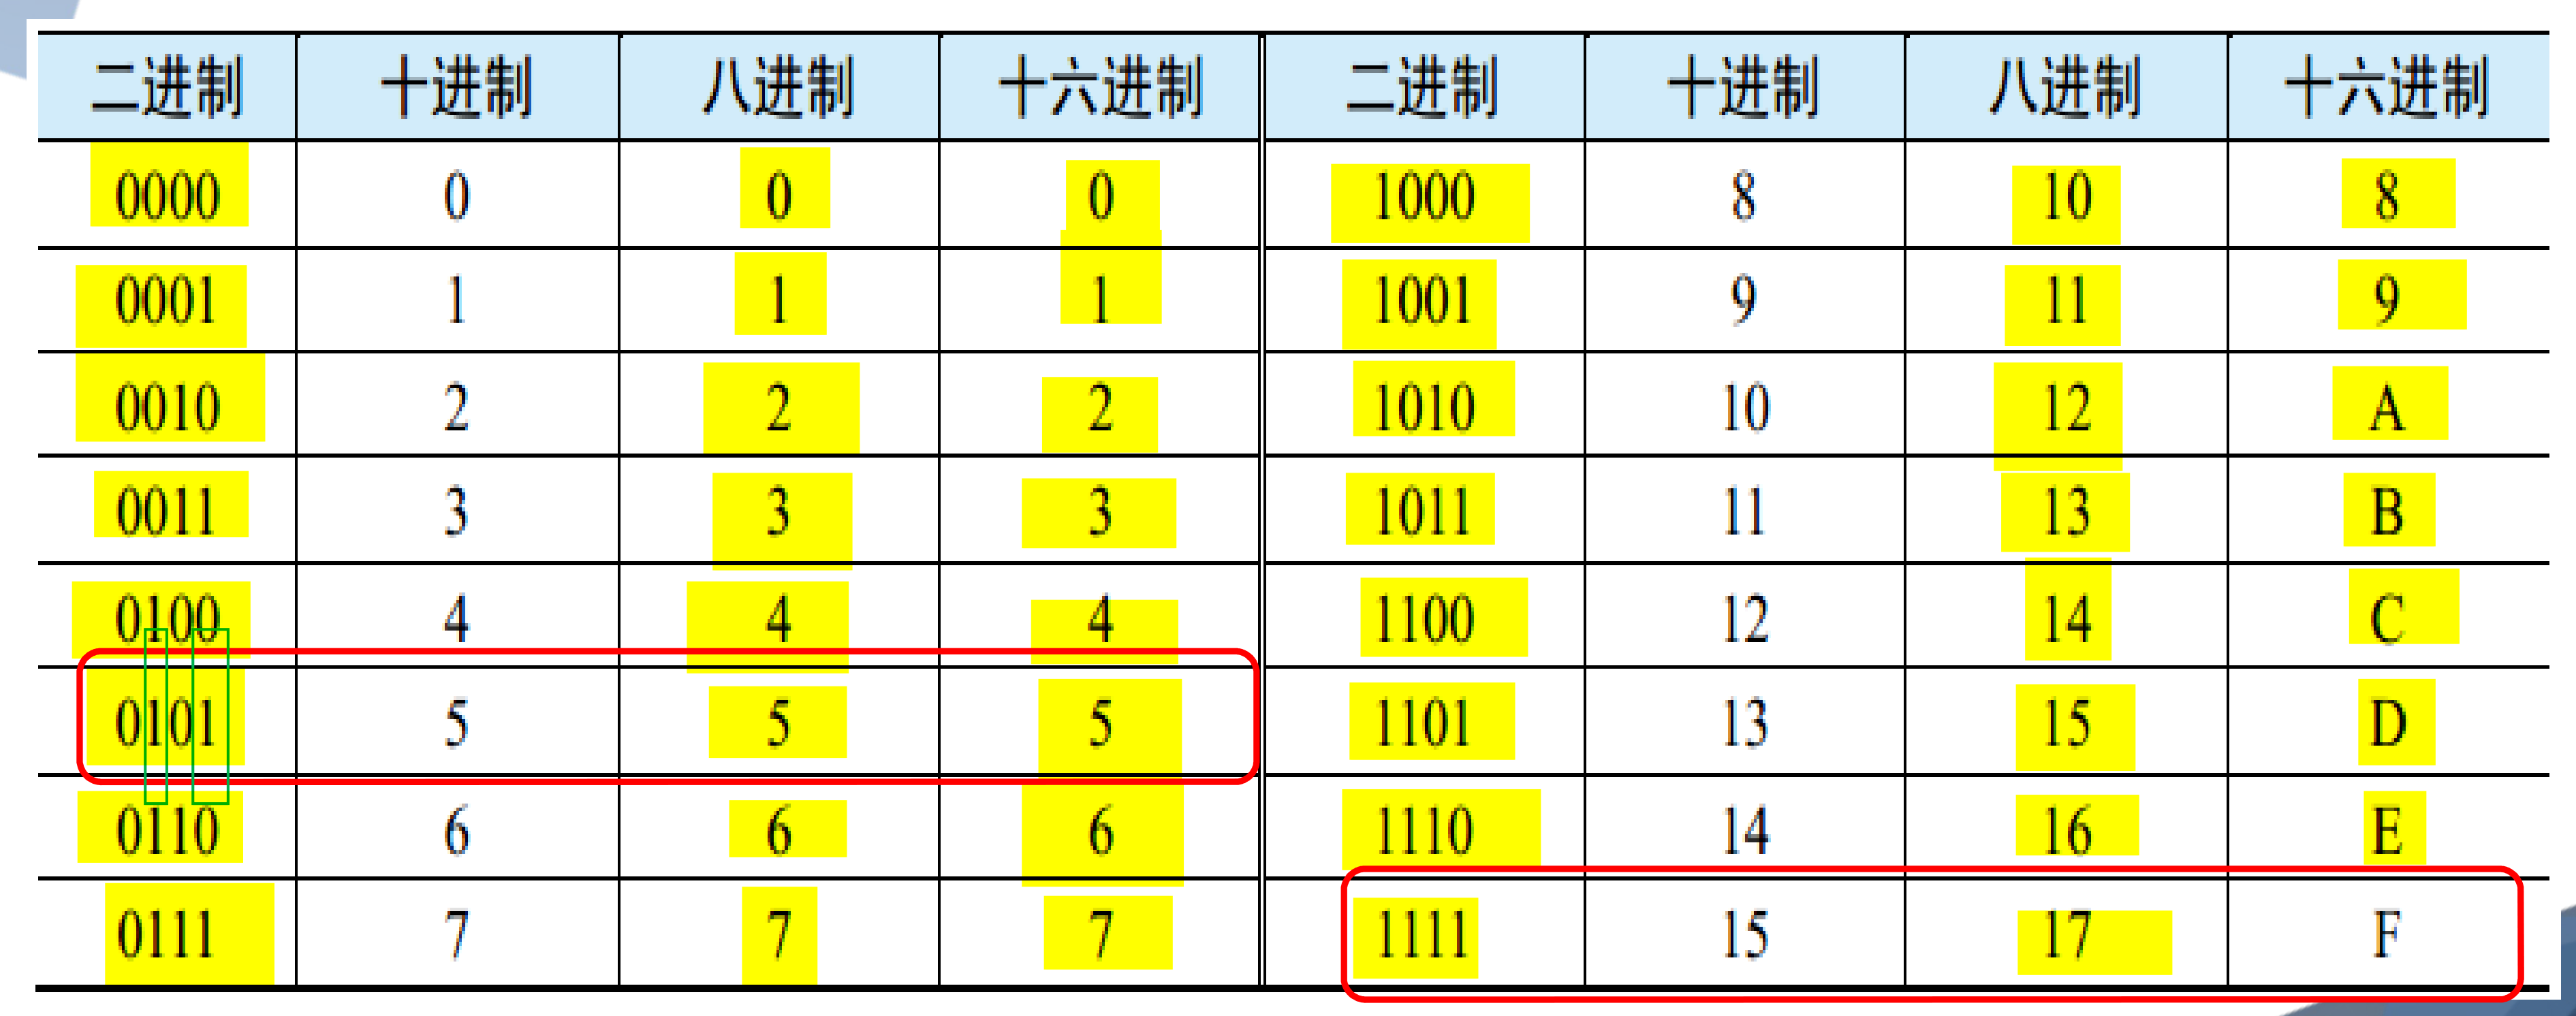 二进制 十进制 八进制 十六进制 二进制 十进制 八进制 十六进制
0000 0 0 0 1000 8 10 8
0001 1 1 1 1001 9 11 9
0010 2 2 2 1010 10 12 A
0011 3 3 3 1011 11 13 B
0100 4 4 4 1100 12 14 C
0101 5 5 5 1101 13 15 D
0110 6 6 6 1110 14 16 E
0111 7 7 7 1111 15 17 F